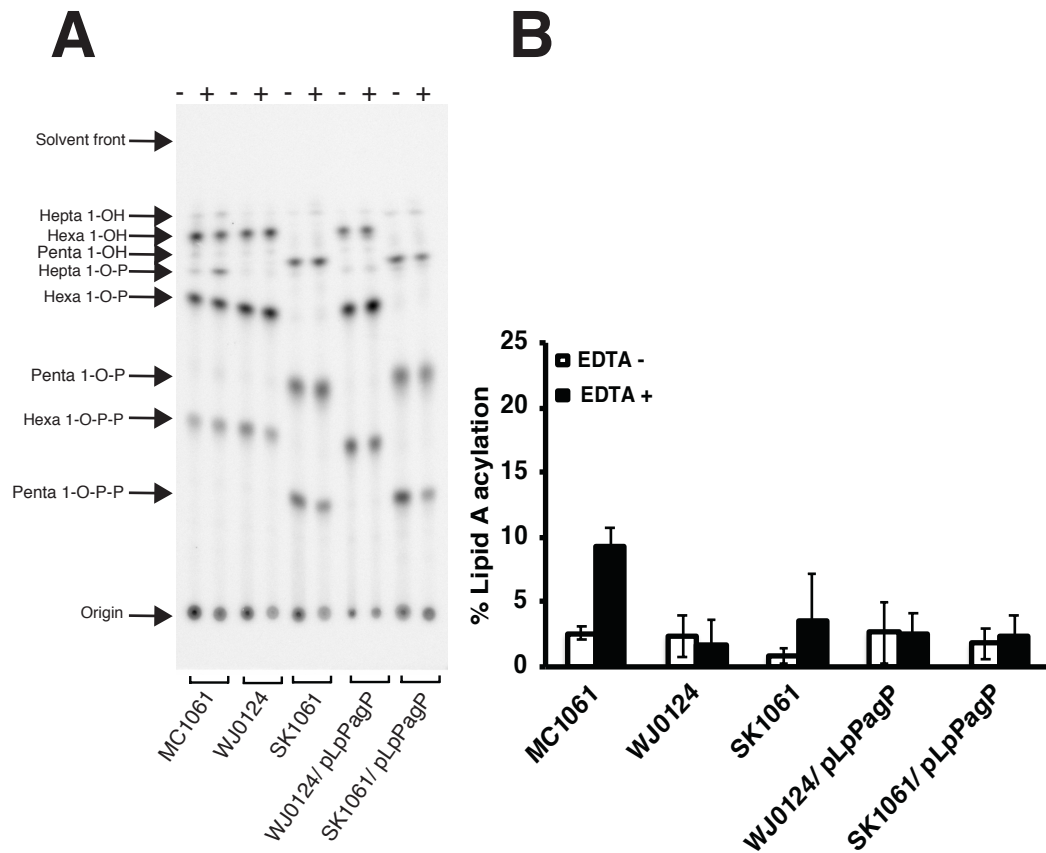 A
B
- + - + - + - + - +
Solvent front
Hepta 1-OH
Hexa 1-OH
Penta 1-OH
Hepta 1-O-P
Hexa 1-O-P
Penta 1-O-P
Hexa 1-O-P-P
Penta 1-O-P-P
Origin
MC1061
WJ0124
SK1061
WJ0124/ pLpPagP
SK1061/ pLpPagP
% Lipid A acylation
25
20
15
10
5
0
EDTA -
EDTA +
MC1061
WJ0124
SK1061
WJ0124/ pLpPagP
SK1061/ pLpPagP